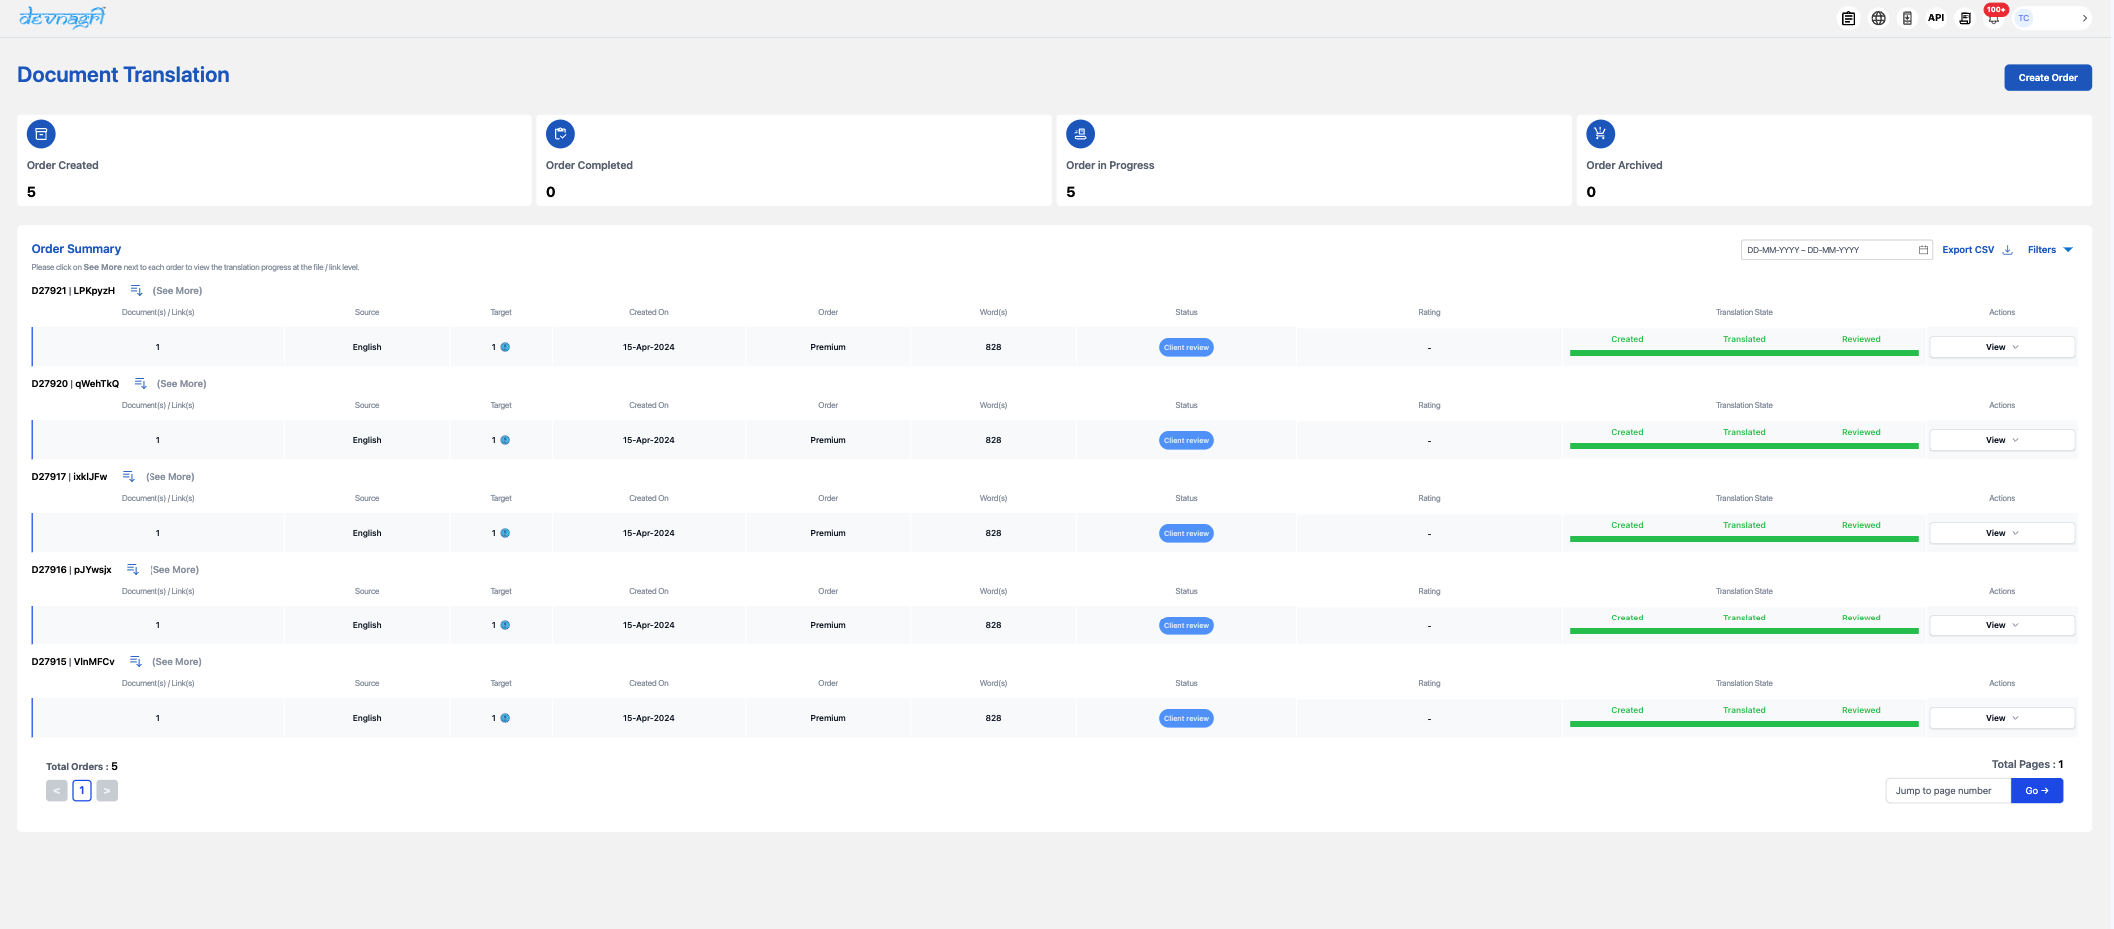 devnagri
API
100+
TC
Document Translation
Create Order
Order Created
5
Order Completed
0
Order in Progress
5
Order Archived
0
Order Summary
DD-MM-YYYY – DD-MM-YYYY
Export CSV
Filters
Please click on See More next to each order to view the translation progress at the file / link level.
D27921 | LPKpyzH (See More)
Document(s) / Link(s) Source Target Created On Order Word(s) Status Rating Translation State Actions
1 English 1 15-Apr-2024 Premium 828 Client review - Created Translated Reviewed View
D27920 | qWehTkQ (See More)
Document(s) / Link(s) Source Target Created On Order Word(s) Status Rating Translation State Actions
1 English 1 15-Apr-2024 Premium 828 Client review - Created Translated Reviewed View
D27917 | (See More)
Document(s) / Link(s) Source Target Created On Order Word(s) Status Rating Translation State Actions
1 English 1 15-Apr-2024 Premium 828 Client review - Created Translated Reviewed View
D27916 | pJYwsjx (See More)
Document(s) / Link(s) Source Target Created On Order Word(s) Status Rating Translation State Actions
1 English 1 15-Apr-2024 Premium 828 Client review - Created Translated Reviewed View
D27915 | (See More)
Document(s) / Link(s) Source Target Created On Order Word(s) Status Rating Translation State Actions
1 English 1 15-Apr-2024 Premium 828 Client review - Created Translated Reviewed View
Total Orders : 5
< 1 >
Total Pages : 1
Jump to page number Go →